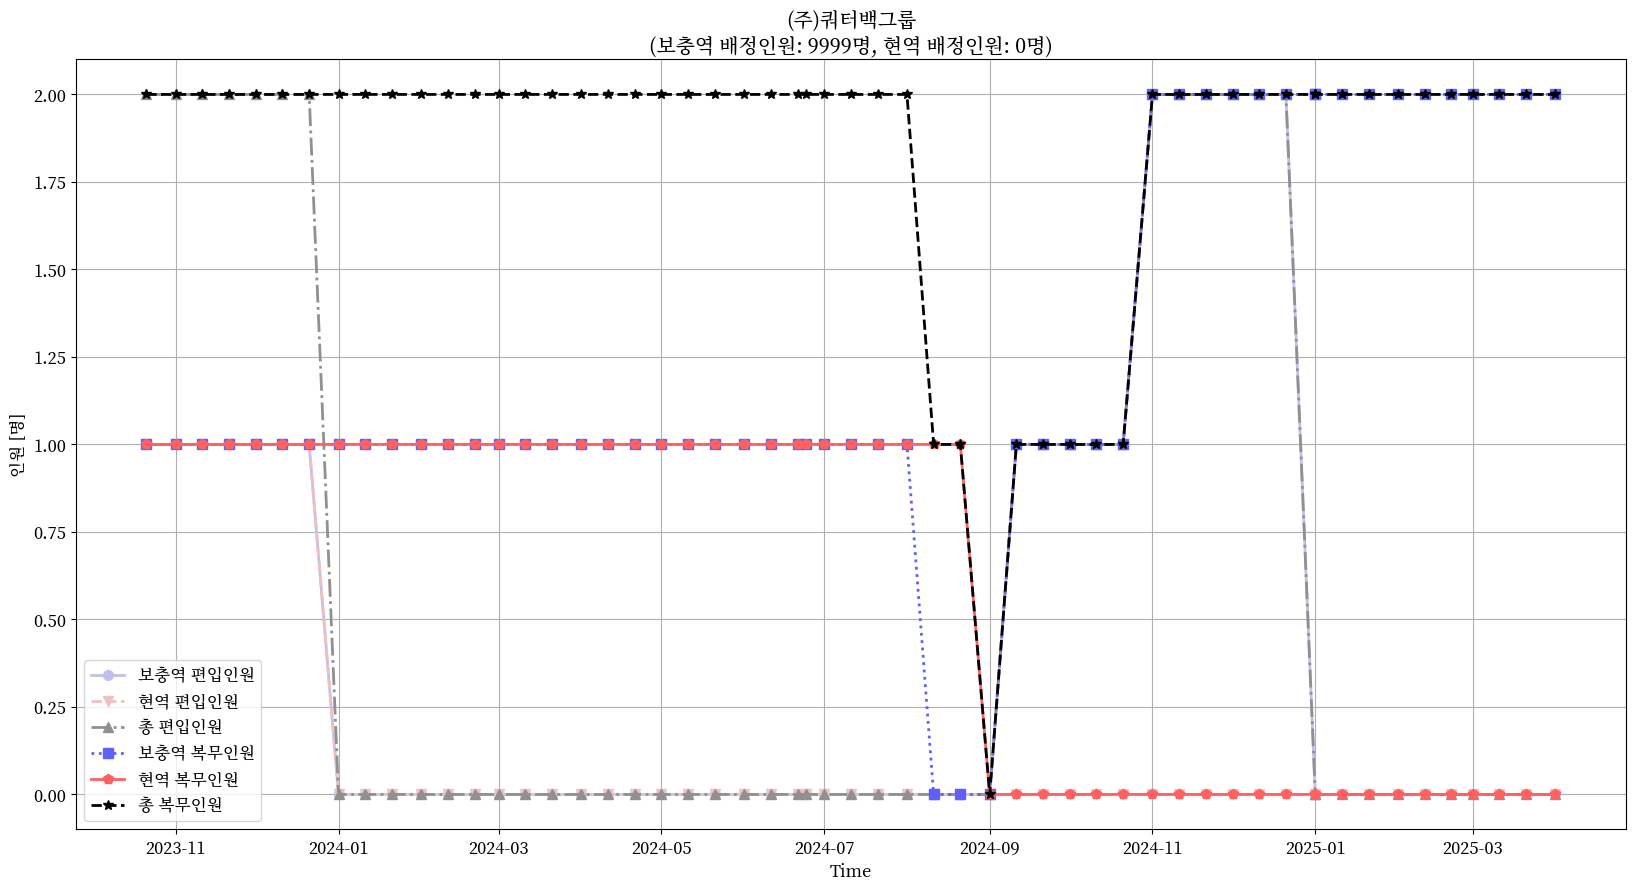 (주)쿼터백그룹
(보충역 배정인원: 9999명, 현역 배정인원: 0명)
인원 [명]
2.00
1.75
1.50
1.25
1.00
0.75
0.50
0.25
0.00
보충역 편입인원
현역 편입인원
총 편입인원
보충역 복무인원
현역 복무인원
총 복무인원
2023-11
2024-01
2024-03
2024-05
2024-07
2024-09
2024-11
2025-01
2025-03
Time